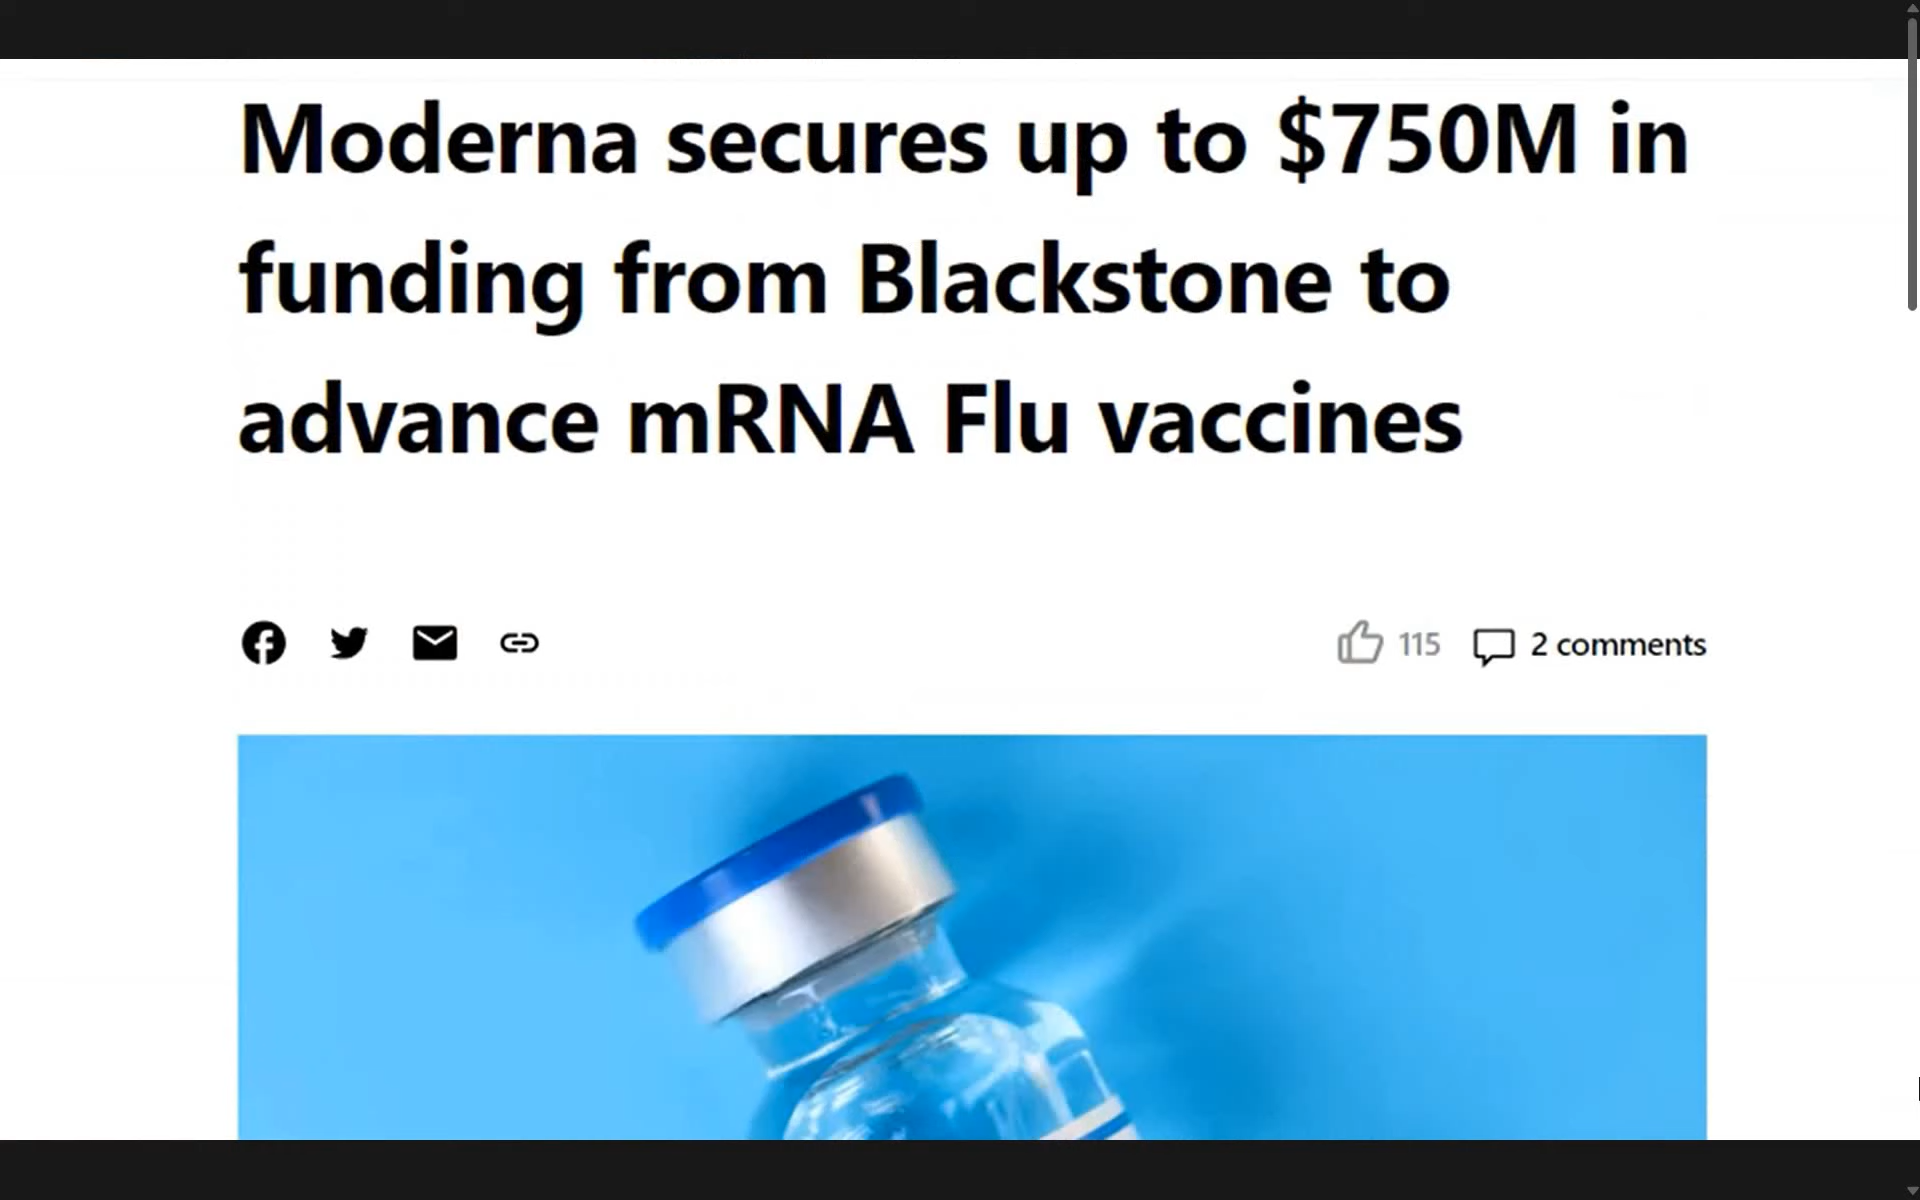 Moderna secures up to $750M in
funding from Blackstone to
advance mRNA Flu vaccines
115 2 comments